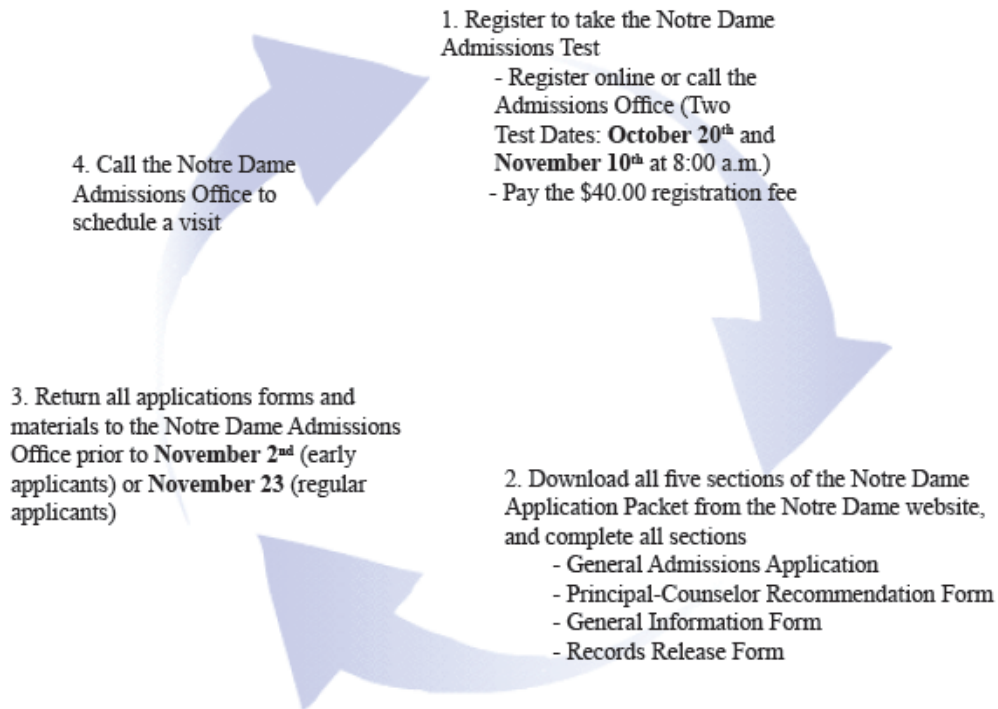 1. Register to take the Notre Dame
Admissions Test
- Register online or call the
Admissions Office (Two
Test Dates: October 20th and
November 10th at 8:00 a.m.)
- Pay the $40.00 registration fee
2. Download all five sections of the Notre Dame
Application Packet from the Notre Dame website,
and complete all sections
- General Admissions Application
- Principal-Counselor Recommendation Form
- General Information Form
- Records Release Form
3. Return all applications forms and
materials to the Notre Dame Admissions
Office prior to November 2nd (early
applicants) or November 23 (regular
applicants)
4. Call the Notre Dame
Admissions Office to
schedule a visit